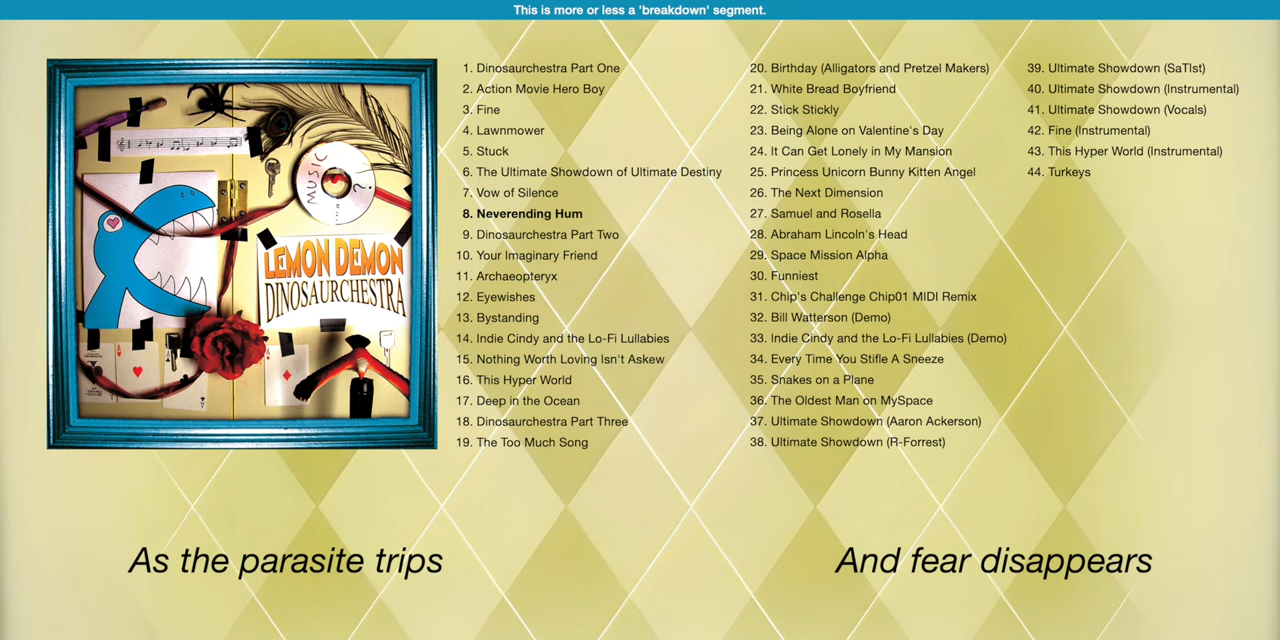 This is more or less a 'breakdown' segment.
MUSIC
LEMON DEMON
DINOSAURCHESTRA
1. Dinosaurchestra Part One
2. Action Movie Hero Boy
3. Fine
4. Lawnmower
5. Stuck
6. The Ultimate Showdown of Ultimate Destiny
7. Vow of Silence
8. Neverending Hum
9. Dinosaurchestra Part Two
10. Your Imaginary Friend
11. Archaeopteryx
12. Eyewishes
13. Bystanding
14. Indie Cindy and the Lo-Fi Lullabies
15. Nothing Worth Loving Isn't Askew
16. This Hyper World
17. Deep in the Ocean
18. Dinosaurchestra Part Three
19. The Too Much Song
20. Birthday (Alligators and Pretzel Makers)
21. White Bread Boyfriend
22. Stick Stickly
23. Being Alone on Valentine's Day
24. It Can Get Lonely in My Mansion
25. Princess Unicorn Bunny Kitten Angel
26. The Next Dimension
27. Samuel and Rosella
28. Abraham Lincoln's Head
29. Space Mission Alpha
30. Funniest
31. Chip's Challenge Chip01 MIDI Remix
32. Bill Watterson (Demo)
33. Indie Cindy and the Lo-Fi Lullabies (Demo)
34. Every Time You Stifle A Sneeze
35. Snakes on a Plane
36. The Oldest Man on MySpace
37. Ultimate Showdown (Aaron Ackerson)
38. Ultimate Showdown (R-Forrest)
39. Ultimate Showdown (SaTIst)
40. Ultimate Showdown (Instrumental)
41. Ultimate Showdown (Vocals)
42. Fine (Instrumental)
43. This Hyper World (Instrumental)
44. Turkeys
As the parasite trips
And fear disappears